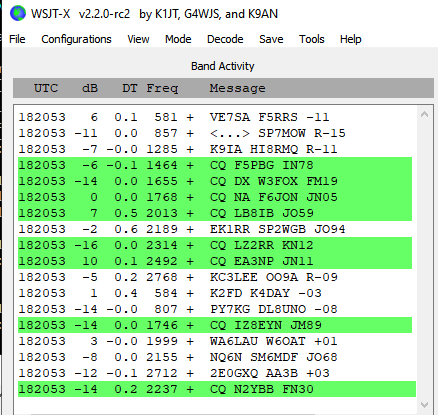 WSJT-X v2.2.0-rc2 by K1JT, G4WJS, and K9AN
File Configurations View Mode Decode Save Tools Help
Band Activity
UTC dB DT Freq Message
182053 6 0.1 581 + VE7SA F5RRS -11
182053 -11 0.0 857 + <...> SP7MOW R-15
182053 -7 -0.0 1285 + K9IA HI8RMQ R-11
182053 -6 -0.1 1464 + CQ F5PBG IN78
182053 -14 0.0 1655 + CQ DX W3FOX FM19
182053 0 0.0 1768 + CQ NA F6JON JN05
182053 7 0.5 2013 + CQ LB8IB JO59
182053 -2 0.6 2189 + EK1RR SP2WGB JO94
182053 -16 0.0 2314 + CQ LZ2RR KN12
182053 10 0.1 2492 + CQ EA3NP JN11
182053 -5 0.2 2768 + KC3LEE OO9A R-09
182053 1 0.4 584 + K2FD K4DAY -03
182053 -14 -0.0 807 + PY7KG DL8UNO -08
182053 -14 0.0 1746 + CQ IZ8EYN JM89
182053 3 -0.0 1999 + WA6LAU W6OAT +01
182053 -8 0.0 2155 + NQ6N SM6MDF JO68
182053 -12 -0.1 2712 + 2E0GXQ AA3B +03
182053 -14 0.2 2237 + CQ N2YBB FN30